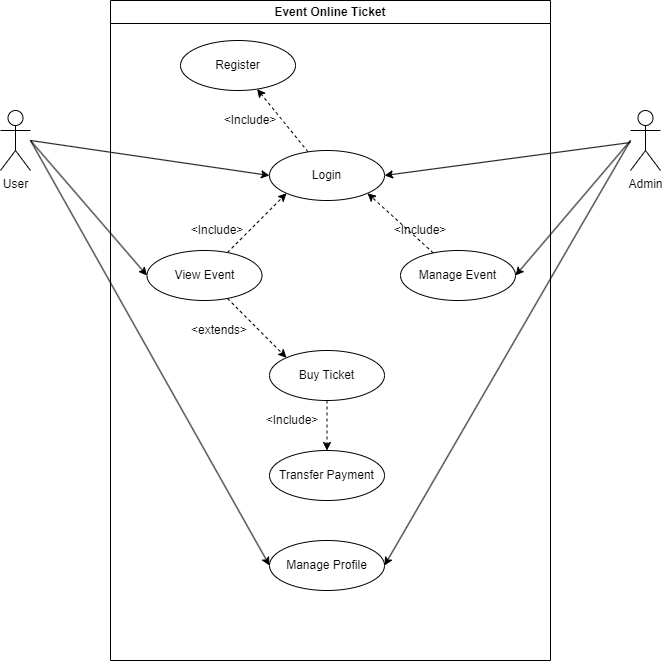 Event Online Ticket
Register
<Include>
Login
User
Admin
<Include>
<Include>
View Event
Manage Event
<extends>
Buy Ticket
<Include>
Transfer Payment
Manage Profile